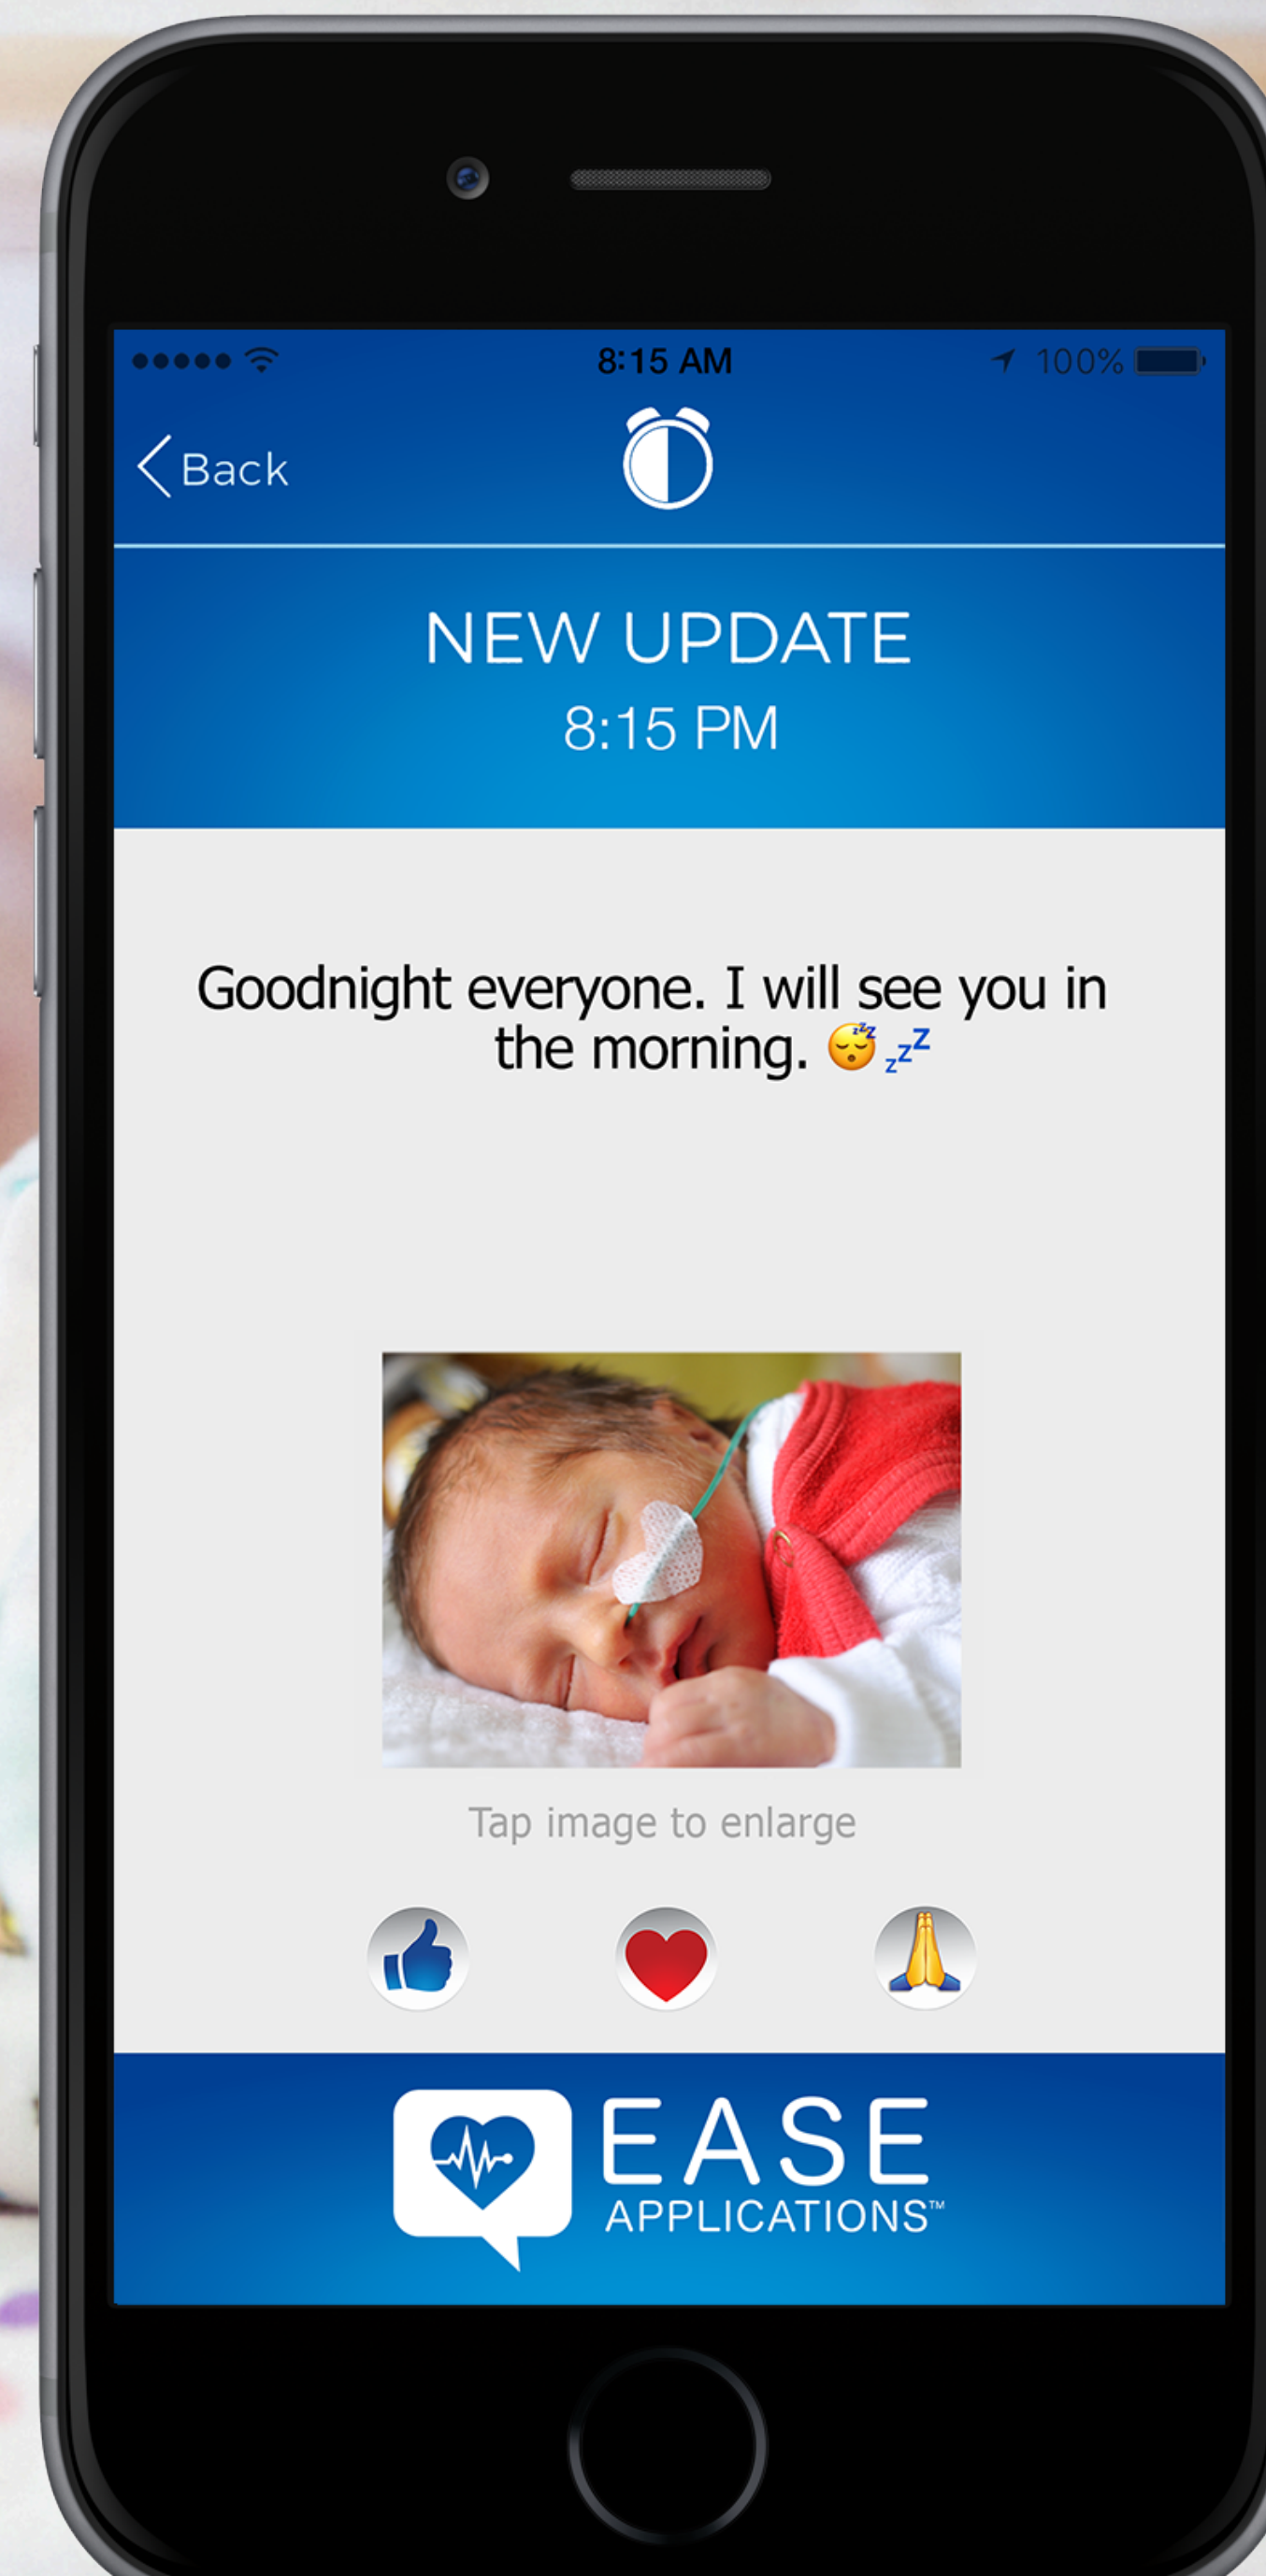 8:15 AM
100%
Back
NEW UPDATE
8:15 PM
Goodnight everyone. I will see you in
the morning. 😴💤
Tap image to enlarge
EASE
APPLICATIONS™